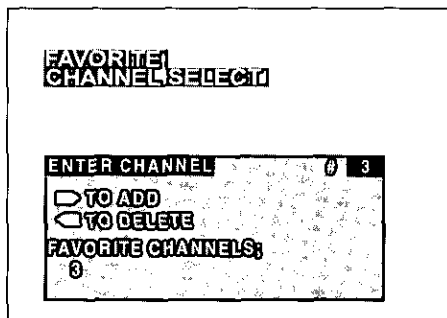 FAVORITE
CHANNEL SELECT
ENTER CHANNEL # 3
TO ADD
TO DELETE
FAVORITE CHANNELS;
3